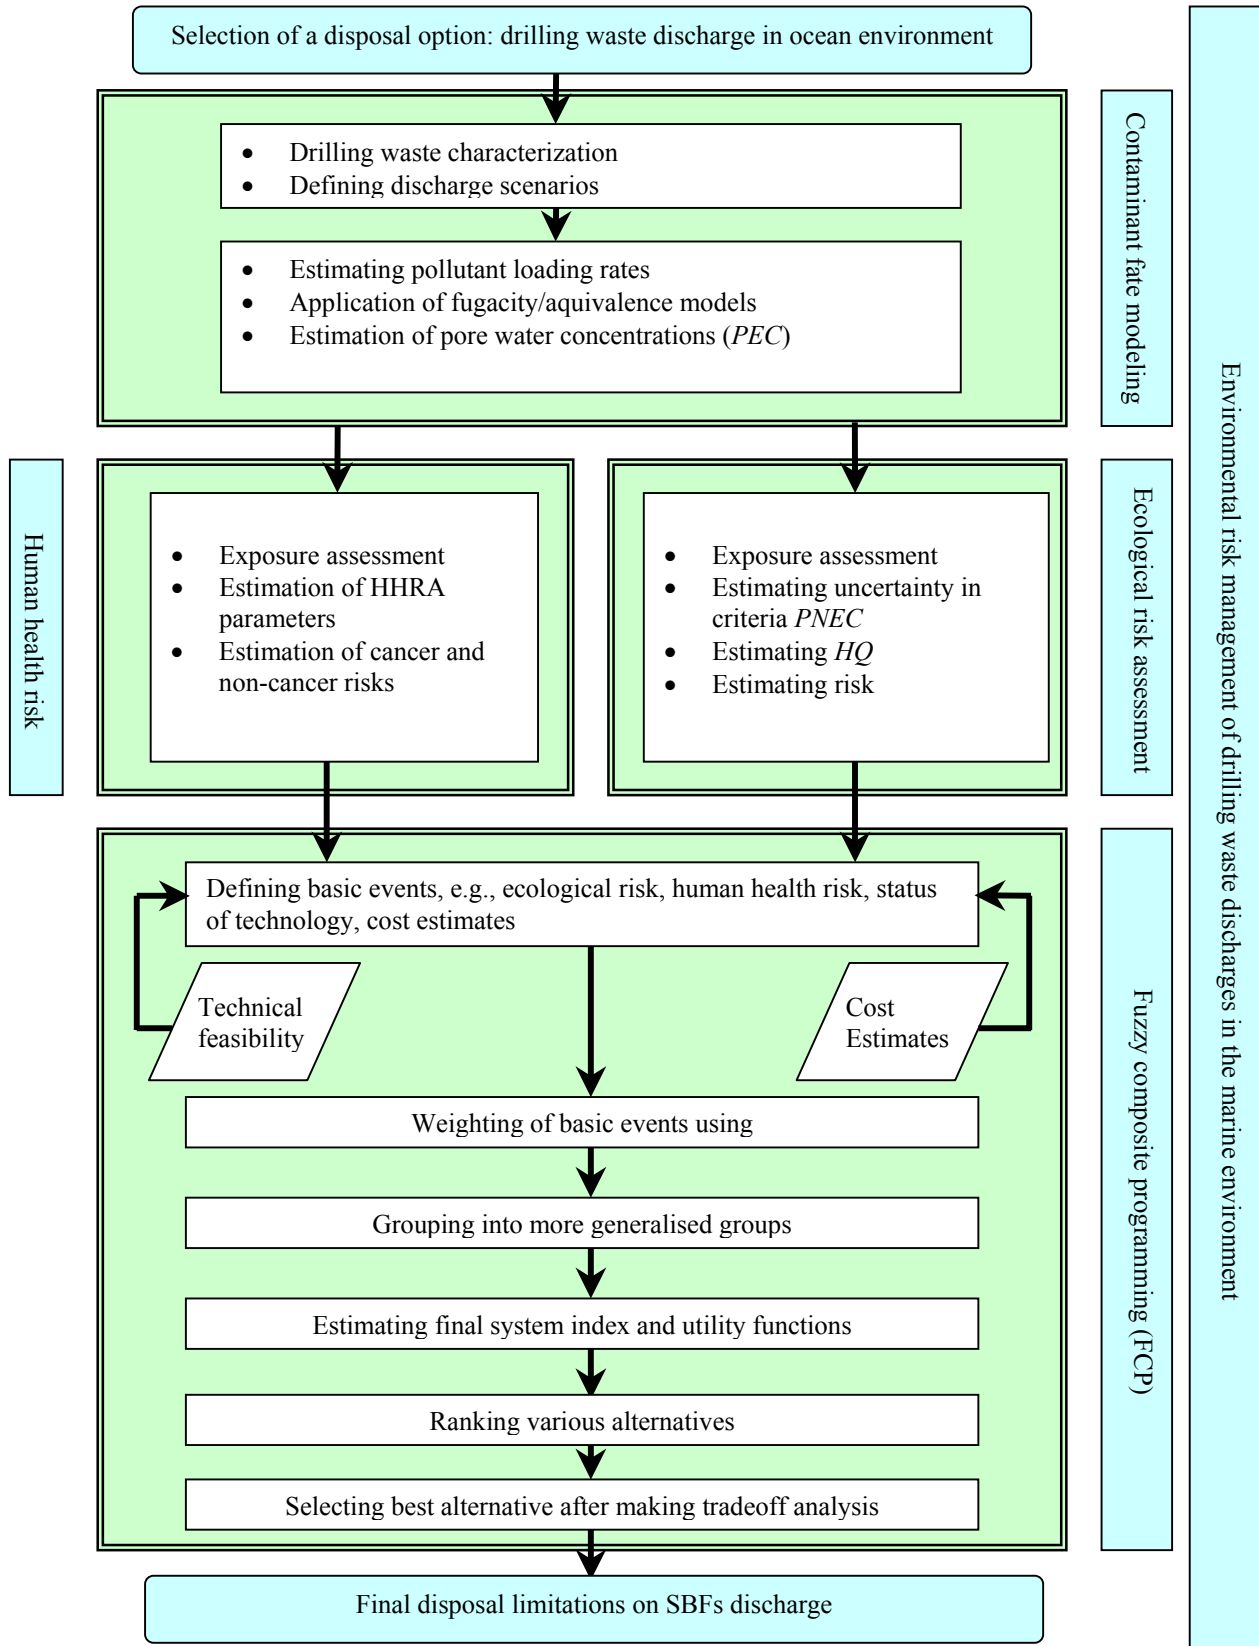 Selection of a disposal option: drilling waste discharge in ocean environment
• Drilling waste characterization
• Defining discharge scenarios
• Estimating pollutant loading rates
• Application of fugacity/aquivalence models
• Estimation of pore water concentrations (PEC)
Contaminant fate modeling
Human health risk
• Exposure assessment
• Estimation of HHRA
parameters
• Estimation of cancer and
non-cancer risks
• Exposure assessment
• Estimating uncertainty in
criteria PNEC
• Estimating HQ
• Estimating risk
Ecological risk assessment
Environmental risk management of drilling waste discharges in the marine environment
Defining basic events, e.g., ecological risk, human health risk, status
of technology, cost estimates
Technical
feasibility
Cost
Estimates
Weighting of basic events using
Grouping into more generalised groups
Estimating final system index and utility functions
Ranking various alternatives
Selecting best alternative after making tradeoff analysis
Fuzzy composite programming (FCP)
Final disposal limitations on SBFs discharge